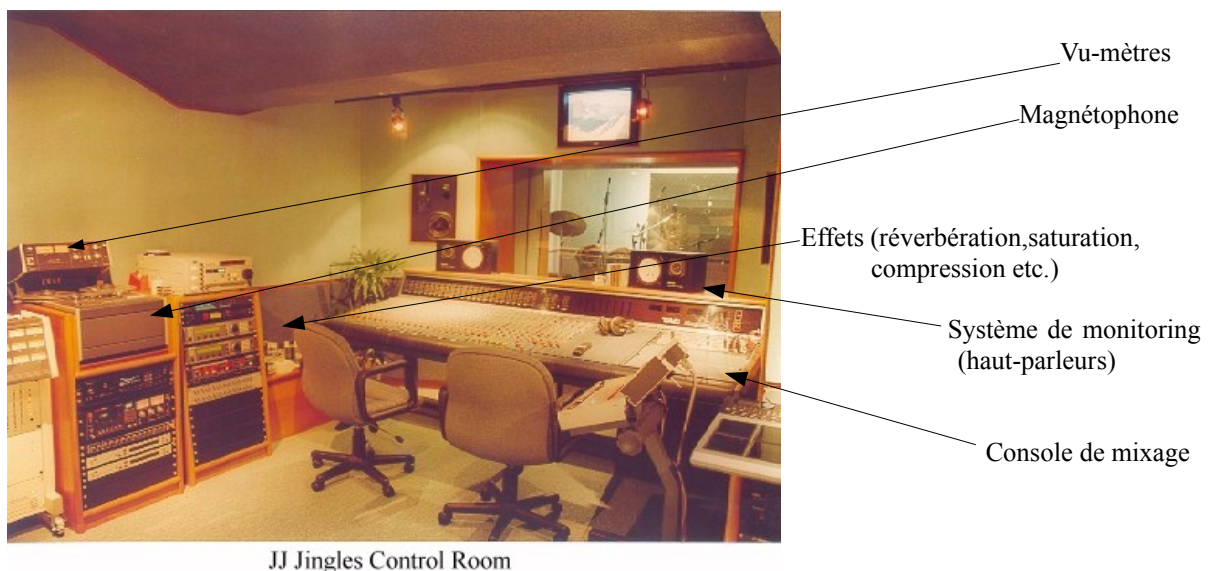 Vu-mètres
Magnétophone
Effets (réverbération,saturation,
compression etc.)
Système de monitoring
(haut-parleurs)
Console de mixage
JJ Jingles Control Room